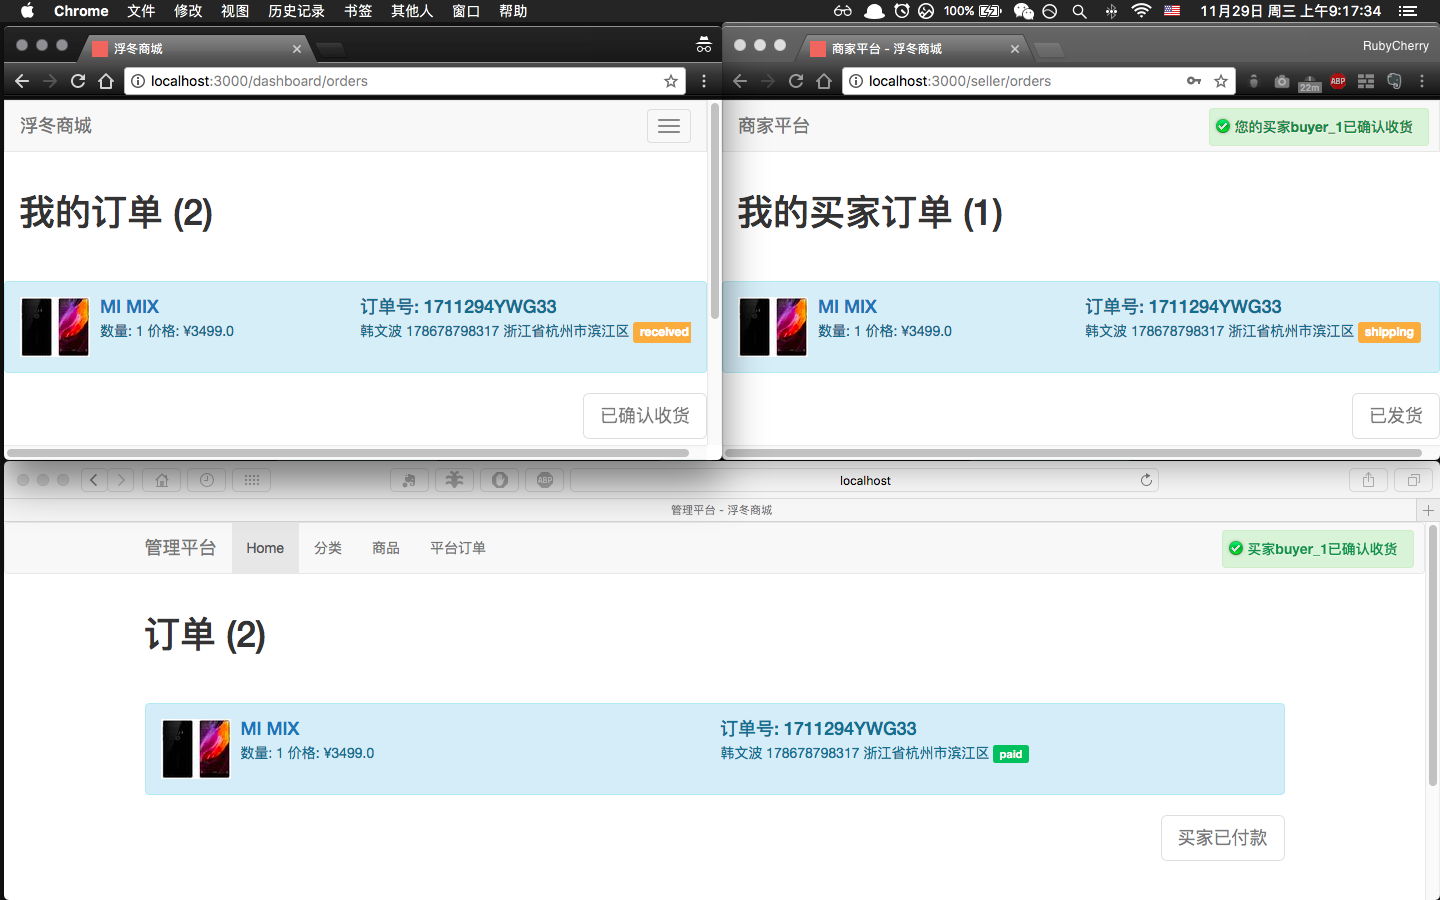 Chrome 文件 修改 视图 历史记录 书签 其他人 窗口 帮助 100% 11月29日 周三 上午9:17:34
浮冬商城
localhost:3000/dashboard/orders
浮冬商城
我的订单 (2)
MI MIX
数量: 1 价格: ¥3499.0
订单号: 1711294YWG33
韩文波 178678798317 浙江省杭州市滨江区 received
已确认收货
商家平台 - 浮冬商城
RubyCherry
localhost:3000/seller/orders
22m
ABP
商家平台
您的买家buyer_1已确认收货
我的买家订单 (1)
MI MIX
数量: 1 价格: ¥3499.0
订单号: 1711294YWG33
韩文波 178678798317 浙江省杭州市滨江区 shipping
已发货
ABP
localhost
管理平台 - 浮冬商城
管理平台 Home 分类 商品 平台订单
买家buyer_1已确认收货
订单 (2)
MI MIX
数量: 1 价格: ¥3499.0
订单号: 1711294YWG33
韩文波 178678798317 浙江省杭州市滨江区 paid
买家已付款